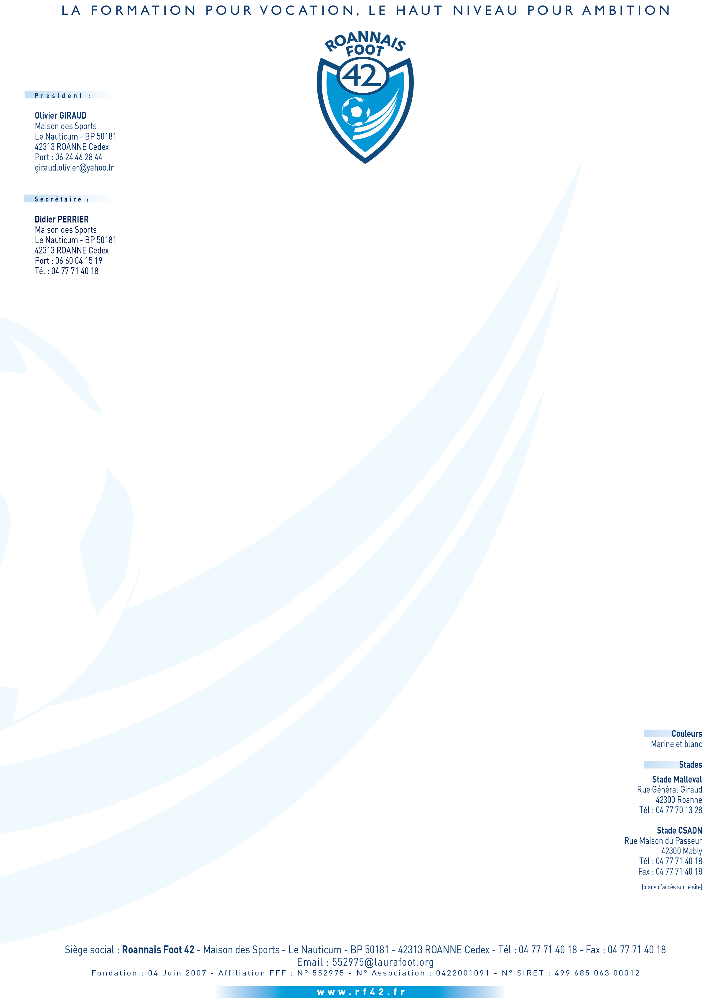 LA FORMATION POUR VOCATION, LE HAUT NIVEAU POUR AMBITION
ROANNAIS
FOOT
42
Président :
Olivier GIRAUD
Maison des Sports
Le Nauticum - BP 50181
42313 ROANNE Cedex
Port : 06 24 46 28 44
giraud.olivier@yahoo.fr
Secrétaire :
Didier PERRIER
Maison des Sports
Le Nauticum - BP 50181
42313 ROANNE Cedex
Port : 06 60 04 15 19
Tél : 04 77 71 40 18
Couleurs
Marine et blanc
Stades
Stade Malleval
Rue Général Giraud
42300 Roanne
Tél : 04 77 70 13 28
Stade CSADN
Rue Maison du Passeur
42300 Mably
Tél : 04 77 71 40 18
Fax : 04 77 71 40 18
(plans d'accès sur le site)
Siège social : Roannais Foot 42 - Maison des Sports - Le Nauticum - BP 50181 - 42313 ROANNE Cedex - Tél : 04 77 71 40 18 - Fax : 04 77 71 40 18
Email : 552975@laurafoot.org
Fondation : 04 Juin 2007 - Affiliation FFF : N° 552975 - N° Association : 0422001091 - N° SIRET : 499 685 063 00012
www.rf42.fr